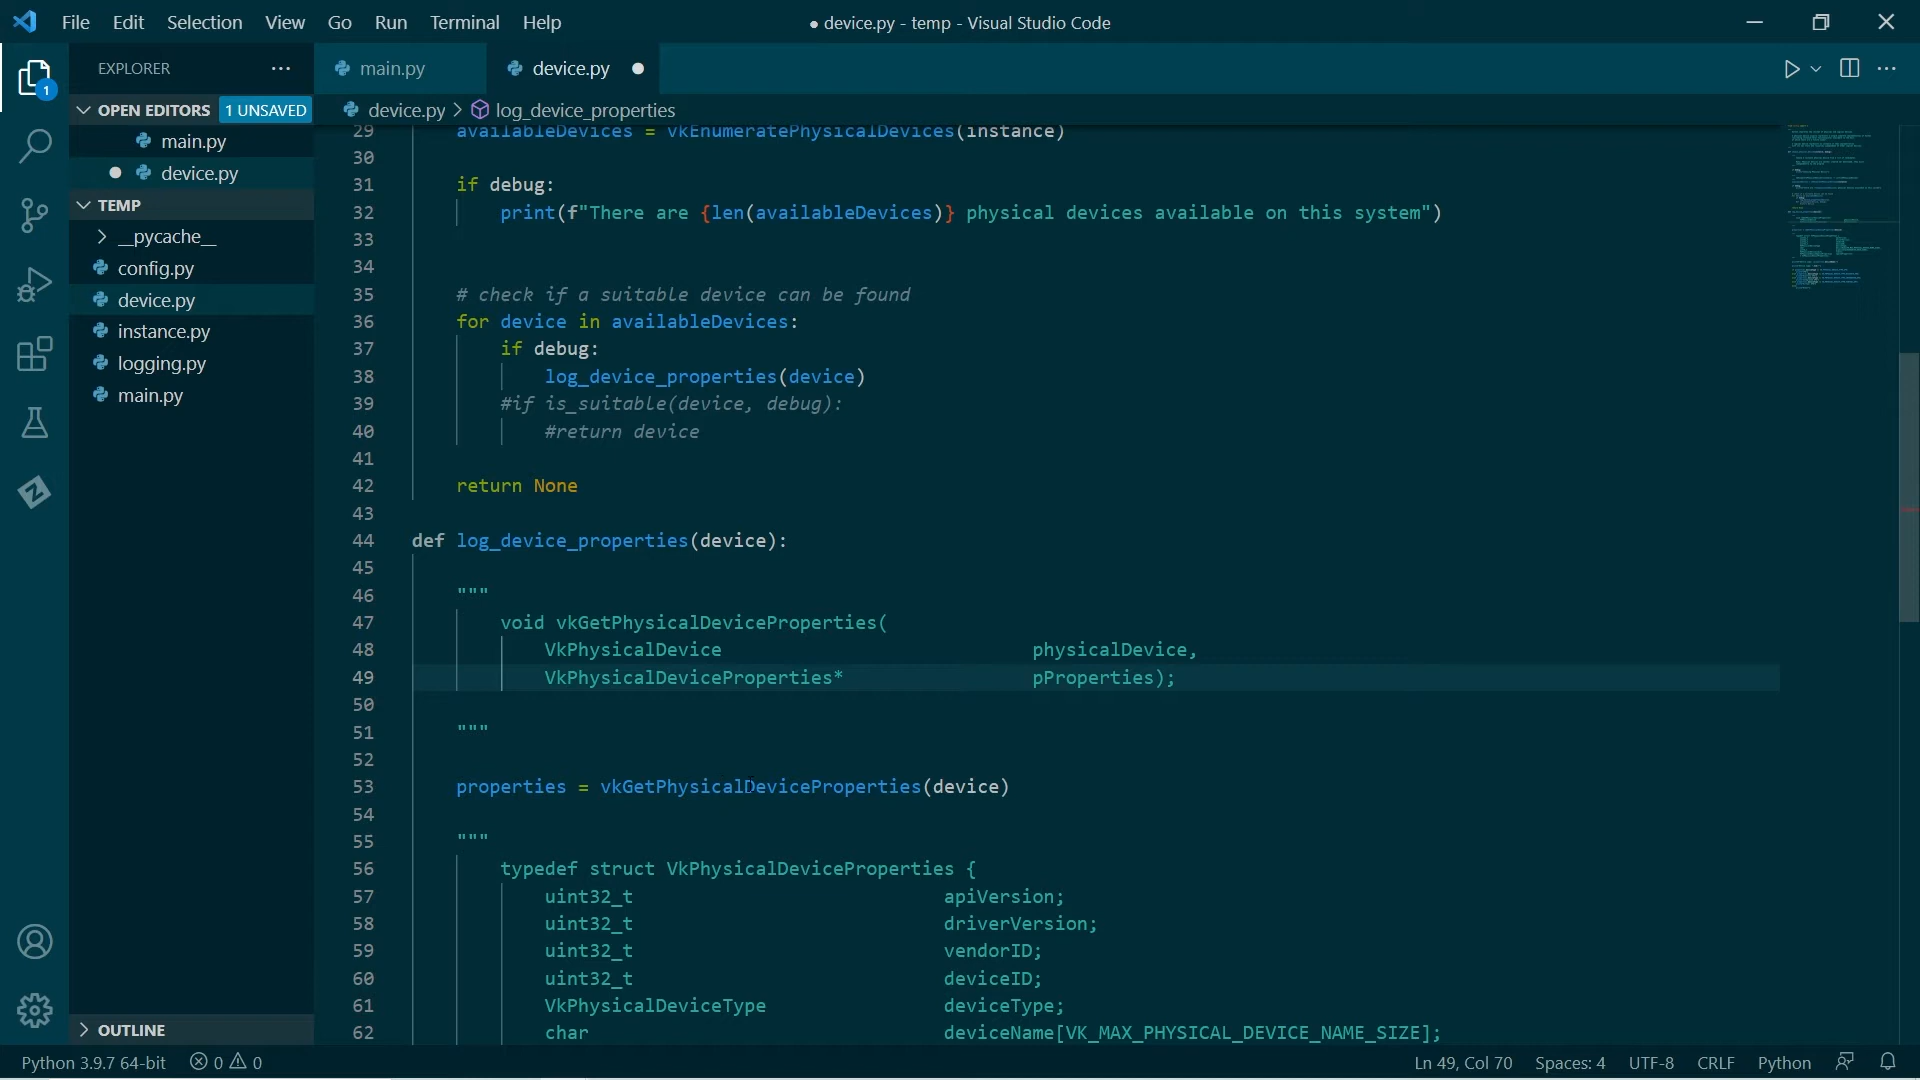 File Edit Selection View Go Run Terminal Help
● device.py - temp - Visual Studio Code
EXPLORER
main.py
device.py
OPEN EDITORS 1 UNSAVED
main.py
device.py
TEMP
__pycache__
config.py
device.py
instance.py
logging.py
main.py
OUTLINE
1
device.py > log_device_properties
29 availableDevices = vkEnumeratePhysicalDevices(instance)
30
31 if debug:
32 print(f"There are {len(availableDevices)} physical devices available on this system")
33
34
35 # check if a suitable device can be found
36 for device in availableDevices:
37 if debug:
38 log_device_properties(device)
39 #if is_suitable(device, debug):
40 #return device
41
42 return None
43
44 def log_device_properties(device):
45
46 """
47 void vkGetPhysicalDeviceProperties(
48 VkPhysicalDevice physicalDevice,
49 VkPhysicalDeviceProperties* pProperties);
50
51 """
52
53 properties = vkGetPhysicalDeviceProperties(device)
54
55 """
56 typedef struct VkPhysicalDeviceProperties {
57 uint32_t apiVersion;
58 uint32_t driverVersion;
59 uint32_t vendorID;
60 uint32_t deviceID;
61 VkPhysicalDeviceType deviceType;
62 char deviceName[VK_MAX_PHYSICAL_DEVICE_NAME_SIZE];
Python 3.9.7 64-bit 0 0 Ln 49, Col 70 Spaces: 4 UTF-8 CRLF Python